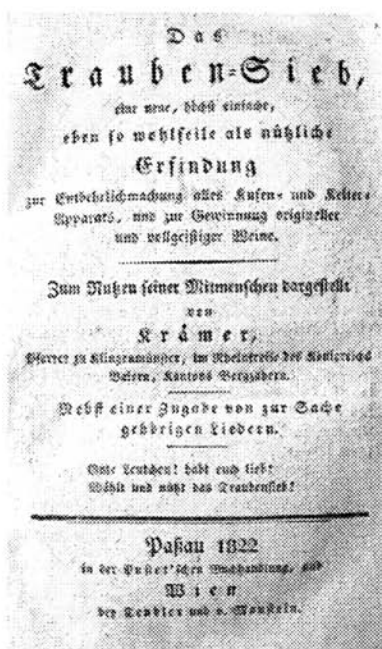 Das
Trauben-Sieb,
eine neue, höchst einfache,
eben so wohlfeile als nützliche
Erfindung
zur Entbehrlichmachung alles Kufen- und Kelter-
Apparats, und zur Gewinnung origineller
und vollgeistiger Weine.
Zum Nutzen seiner Mitmenschen dargestellt
von
Krämer,
Pfarrer zu Klingenmünster, im Rheinkreise des Königreichs
Baiern, Kantons Bergzabern.
Nebst einer Zugabe von zur Sache
gehörigen Liedern.
Gute Leutchen! habt euch lieb!
Wählt und nützt das Traubensieb!
Paßau 1822
in der Pustet'schen Buchhandlung, und
Wien
bey Tendler und v. Manstein.